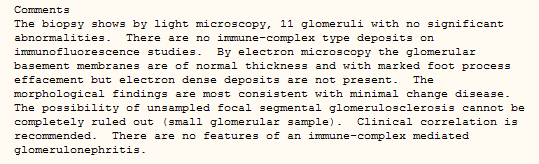 Comments
The biopsy shows by light microscopy, 11 glomeruli with no significant
abnormalities.  There are no immune-complex type deposits on
immunofluorescence studies.  By electron microscopy the glomerular
basement membranes are of normal thickness and with marked foot process
effacement but electron dense deposits are not present.  The
morphological findings are most consistent with minimal change disease.
The possibility of unsampled focal segmental glomerulosclerosis cannot be
completely ruled out (small glomerular sample).  Clinical correlation is
recommended.  There are no features of an immune-complex mediated
glomerulonephritis.